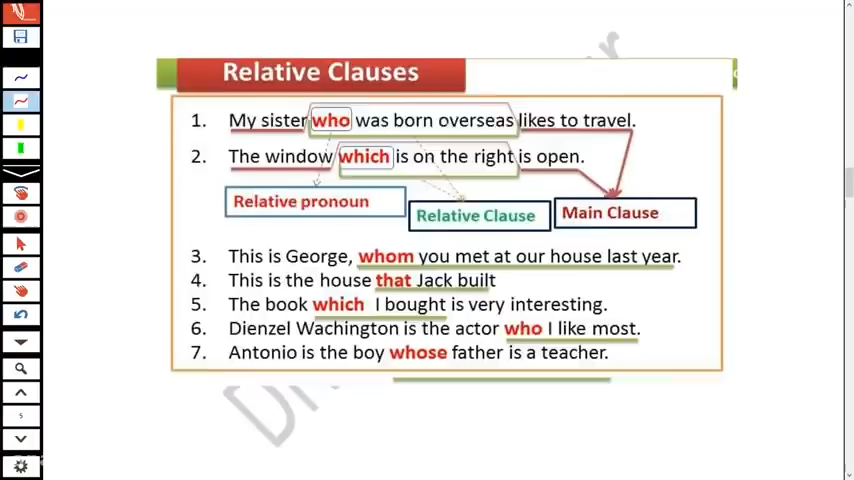 Relative Clauses
1. My sister who was born overseas likes to travel.
2. The window which is on the right is open.
Relative pronoun
Relative Clause
Main Clause
3. This is George, whom you met at our house last year.
4. This is the house that Jack built
5. The book which I bought is very interesting.
6. Dienzel Wachington is the actor who I like most.
7. Antonio is the boy whose father is a teacher.
5